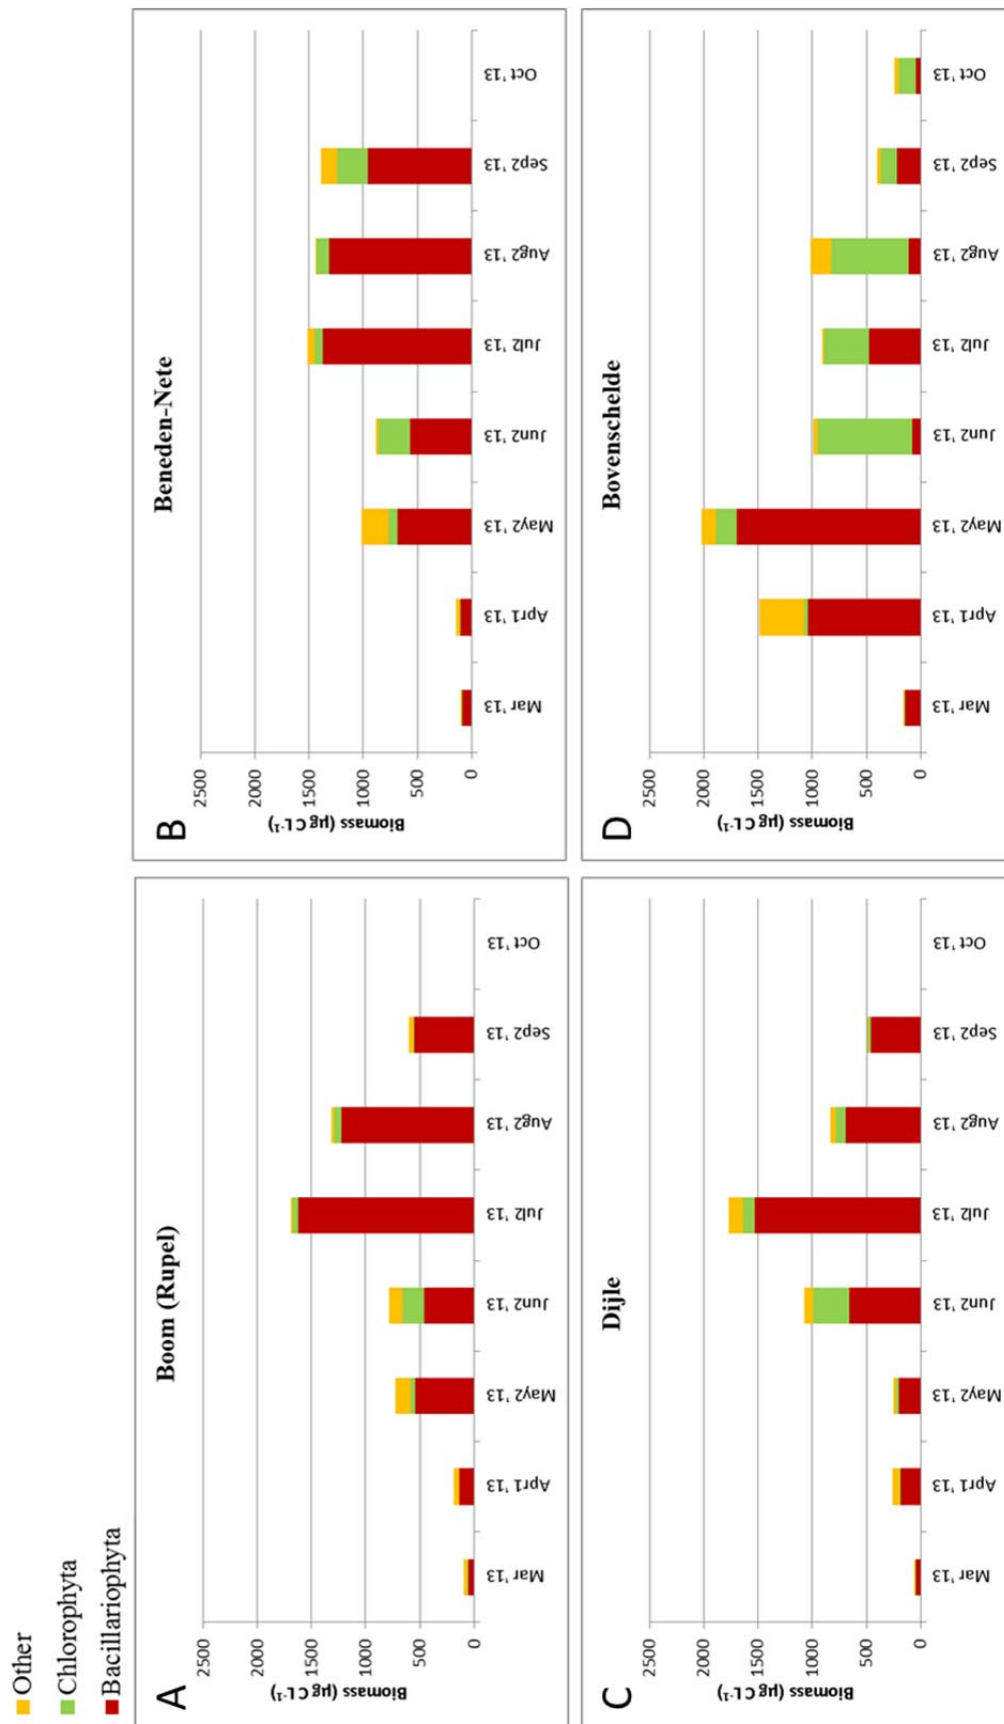 Other
Chlorophyta
Bacillariophyta
A
Boom (Rupel)
Biomass (µg C L⁻¹)
2500
2000
1500
1000
500
0
Mar '13
Apr1 '13
May2 '13
Jun2 '13
Jul2 '13
Aug2 '13
Sep2 '13
Oct '13
B
Beneden-Nete
Biomass (µg C L⁻¹)
2500
2000
1500
1000
500
0
Mar '13
Apr1 '13
May2 '13
Jun2 '13
Jul2 '13
Aug2 '13
Sep2 '13
Oct '13
C
Dijle
Biomass (µg C L⁻¹)
2500
2000
1500
1000
500
0
Mar '13
Apr1 '13
May2 '13
Jun2 '13
Jul2 '13
Aug2 '13
Sep2 '13
Oct '13
D
Bovenschelde
Biomass (µg C L⁻¹)
2500
2000
1500
1000
500
0
Mar '13
Apr1 '13
May2 '13
Jun2 '13
Jul2 '13
Aug2 '13
Sep2 '13
Oct '13